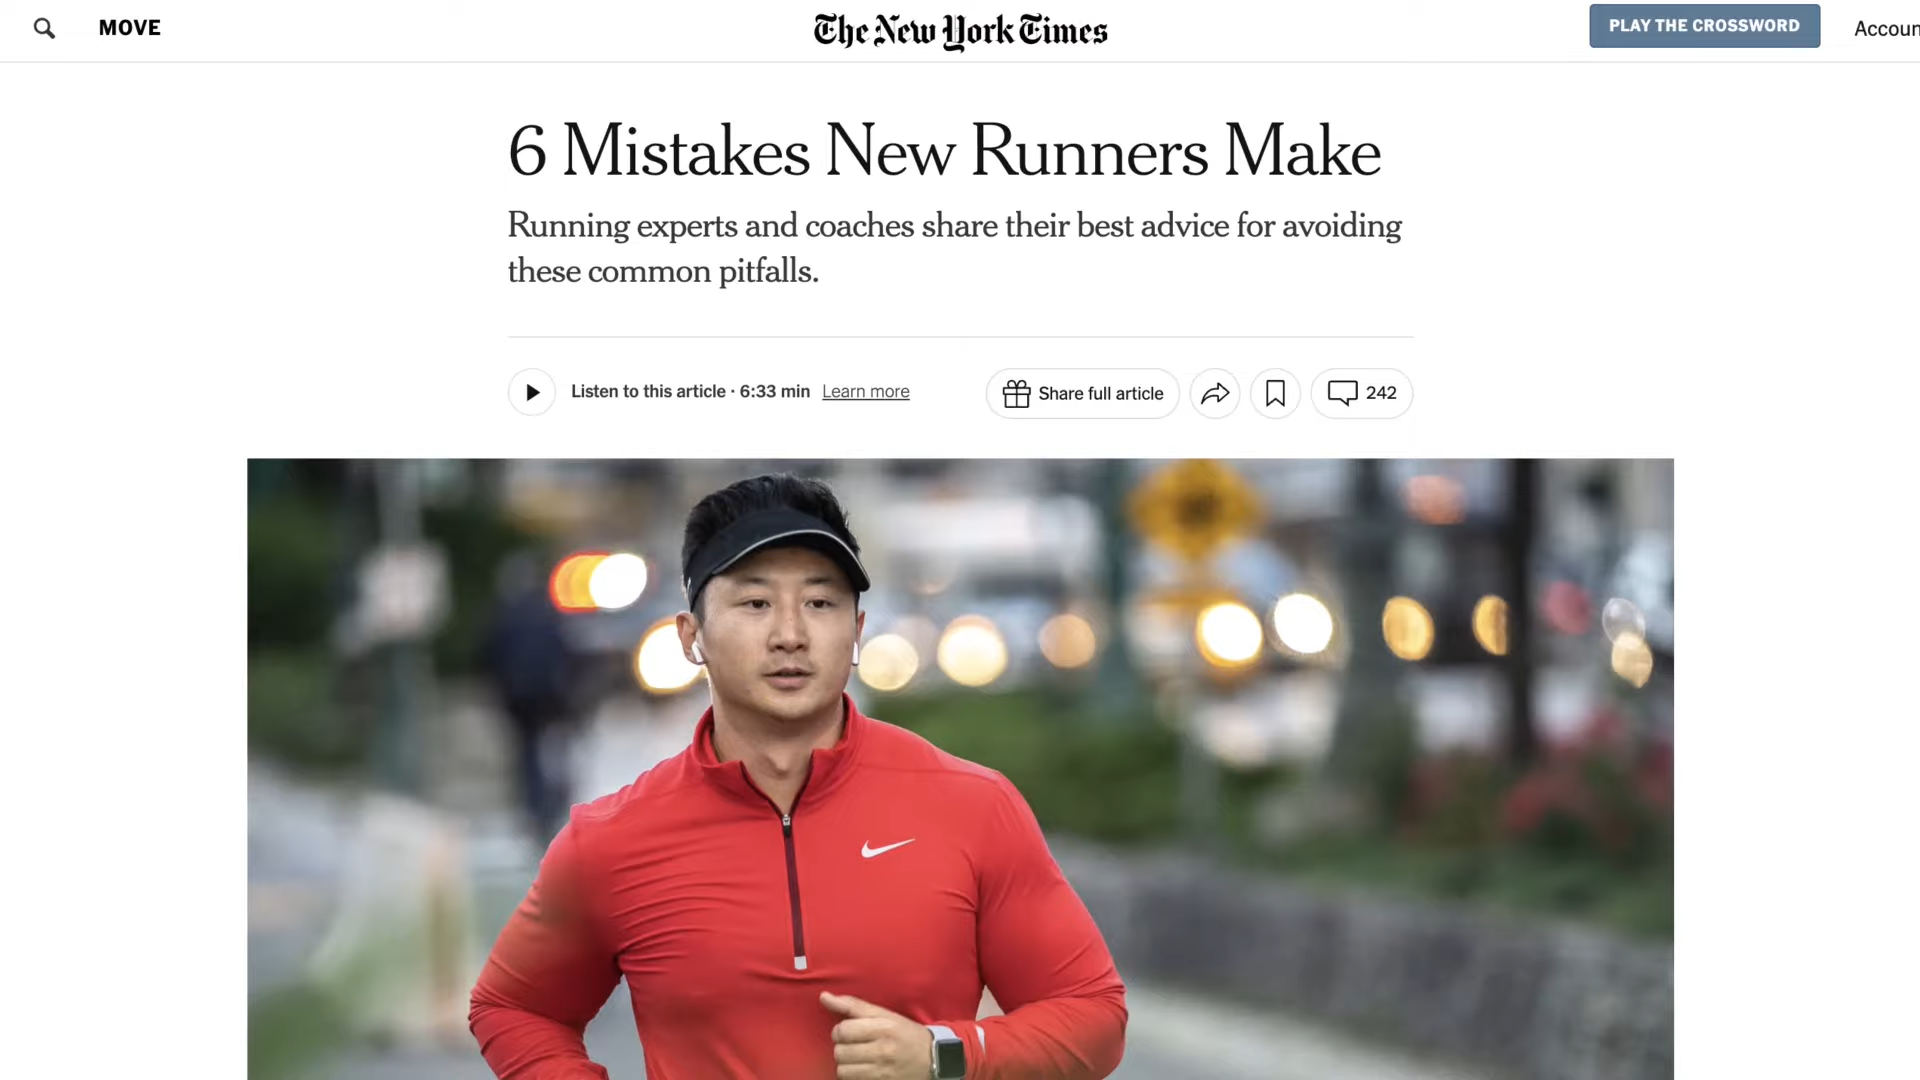 MOVE
The New York Times
PLAY THE CROSSWORD
Accoun
6 Mistakes New Runners Make
Running experts and coaches share their best advice for avoiding
these common pitfalls.
Listen to this article · 6:33 min Learn more
Share full article
242